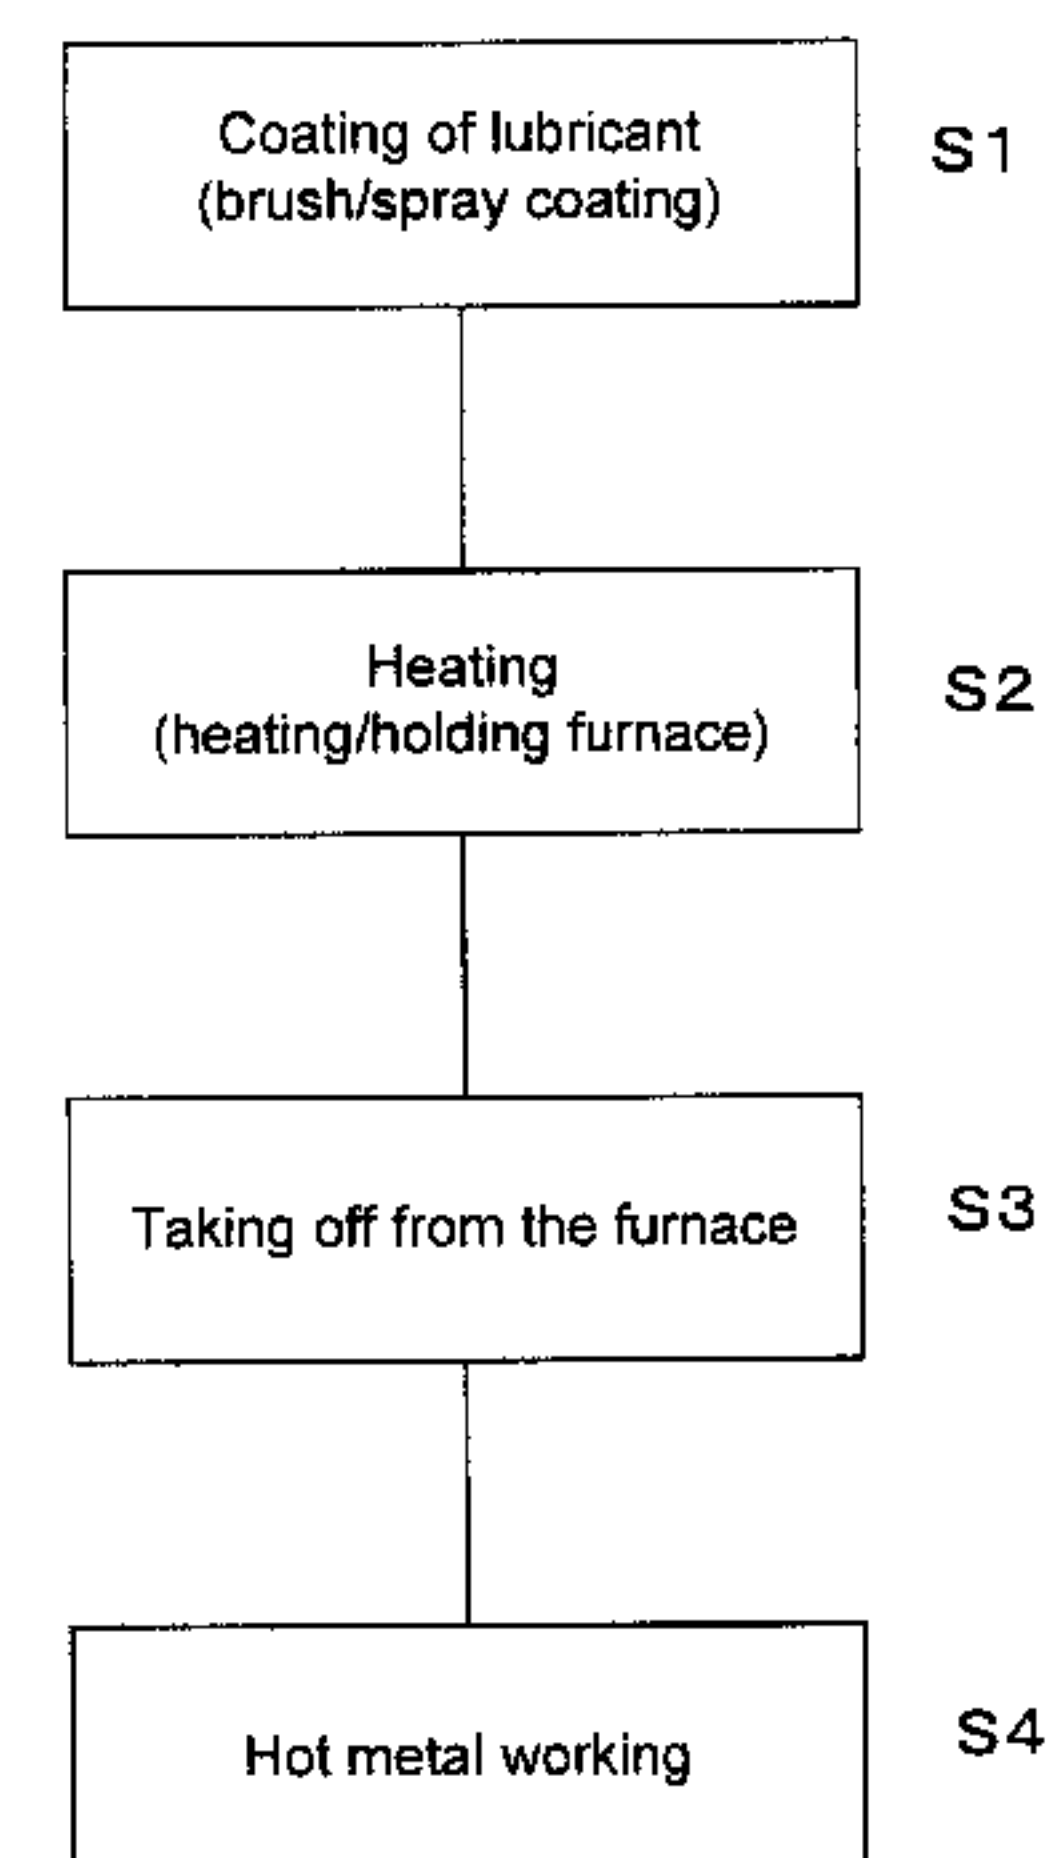 Coating of lubricant
(brush/spray coating)
S1
Heating
(heating/holding furnace)
S2
Taking off from the furnace
S3
Hot metal working
S4